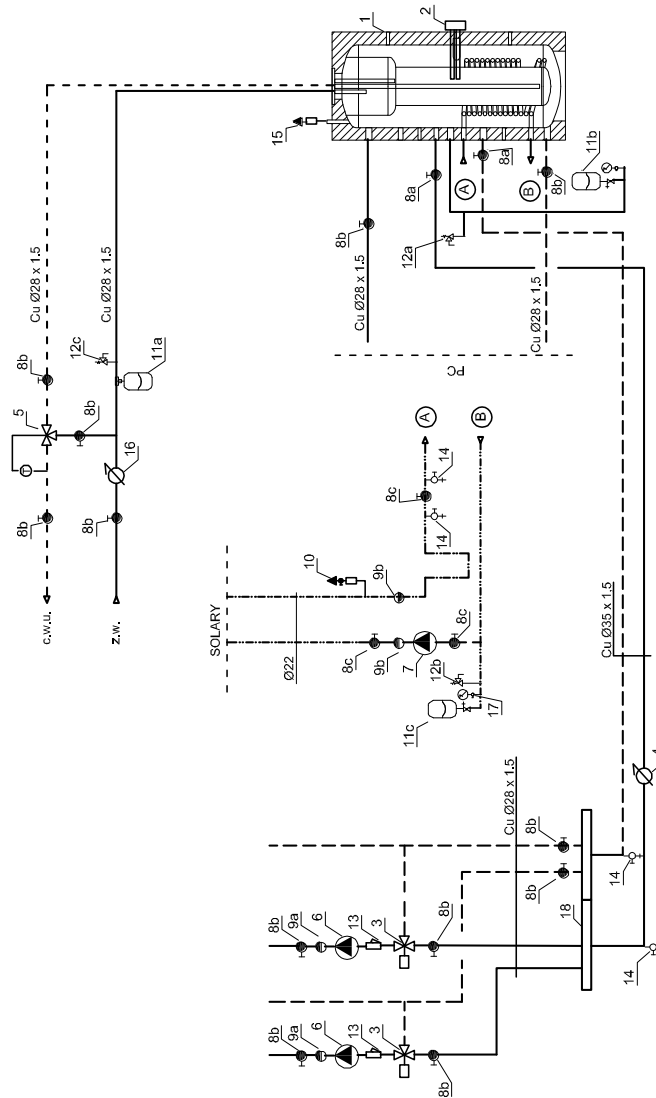 8b
5
8b
Cu Ø28 x 1.5
c.w.u.
12c
8b
8b
Cu Ø28 x 1.5
z.w.
16
11a
SOLARY
8b
9a
6
13
3
8b
Ø22
10
15
8b
9a
6
13
3
8b
8c
9b
9b
7
8c
12b
11c
17
14
8c
14
A
B
1
2
8b
Cu Ø28 x 1.5
PC
12a
8a
A
8a
B
8b
11b
Cu Ø28 x 1.5
Cu Ø28 x 1.5
8b
8b
18
14
14
Cu Ø35 x 1.5